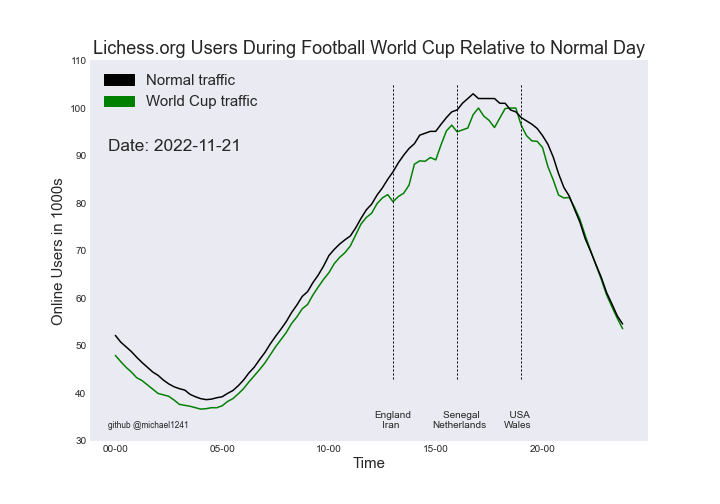 Lichess.org Users During Football World Cup Relative to Normal Day
110
100
90
80
70
60
50
40
30
Online Users in 1000s
Normal traffic
World Cup traffic
Date: 2022-11-21
England
Iran
Senegal
Netherlands
USA
Wales
github @michael1241
00-00
05-00
10-00
15-00
20-00
Time